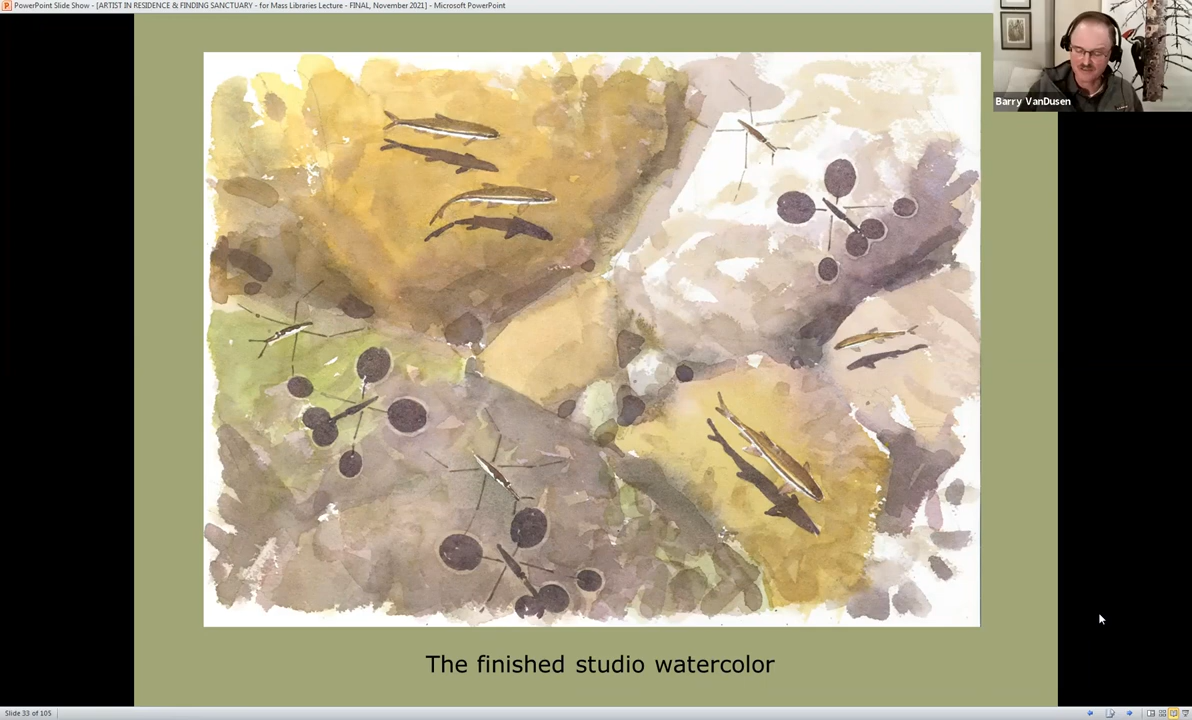 PowerPoint Slide Show - [ARTIST IN RESIDENCE & FINDING SANCTUARY - for Mass Libraries Lecture - FINAL, November 2021] - Microsoft PowerPoint
Barry VanDusen
The finished studio watercolor
Slide 33 of 105